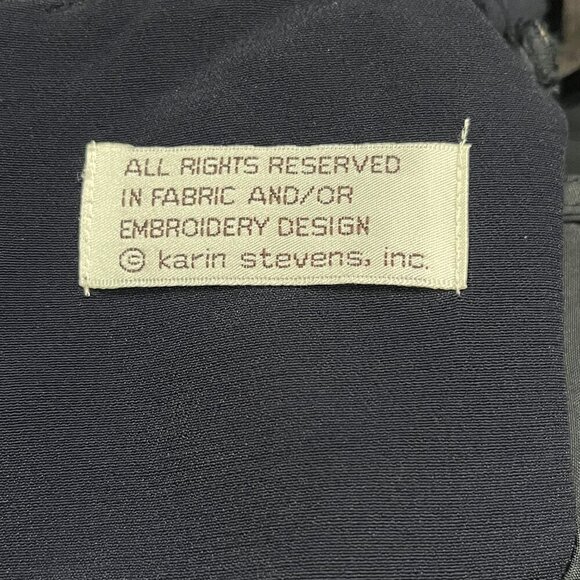 ALL RIGHTS RESERVED
IN FABRIC AND/OR
EMBROIDERY DESIGN
© karin stevens, inc.